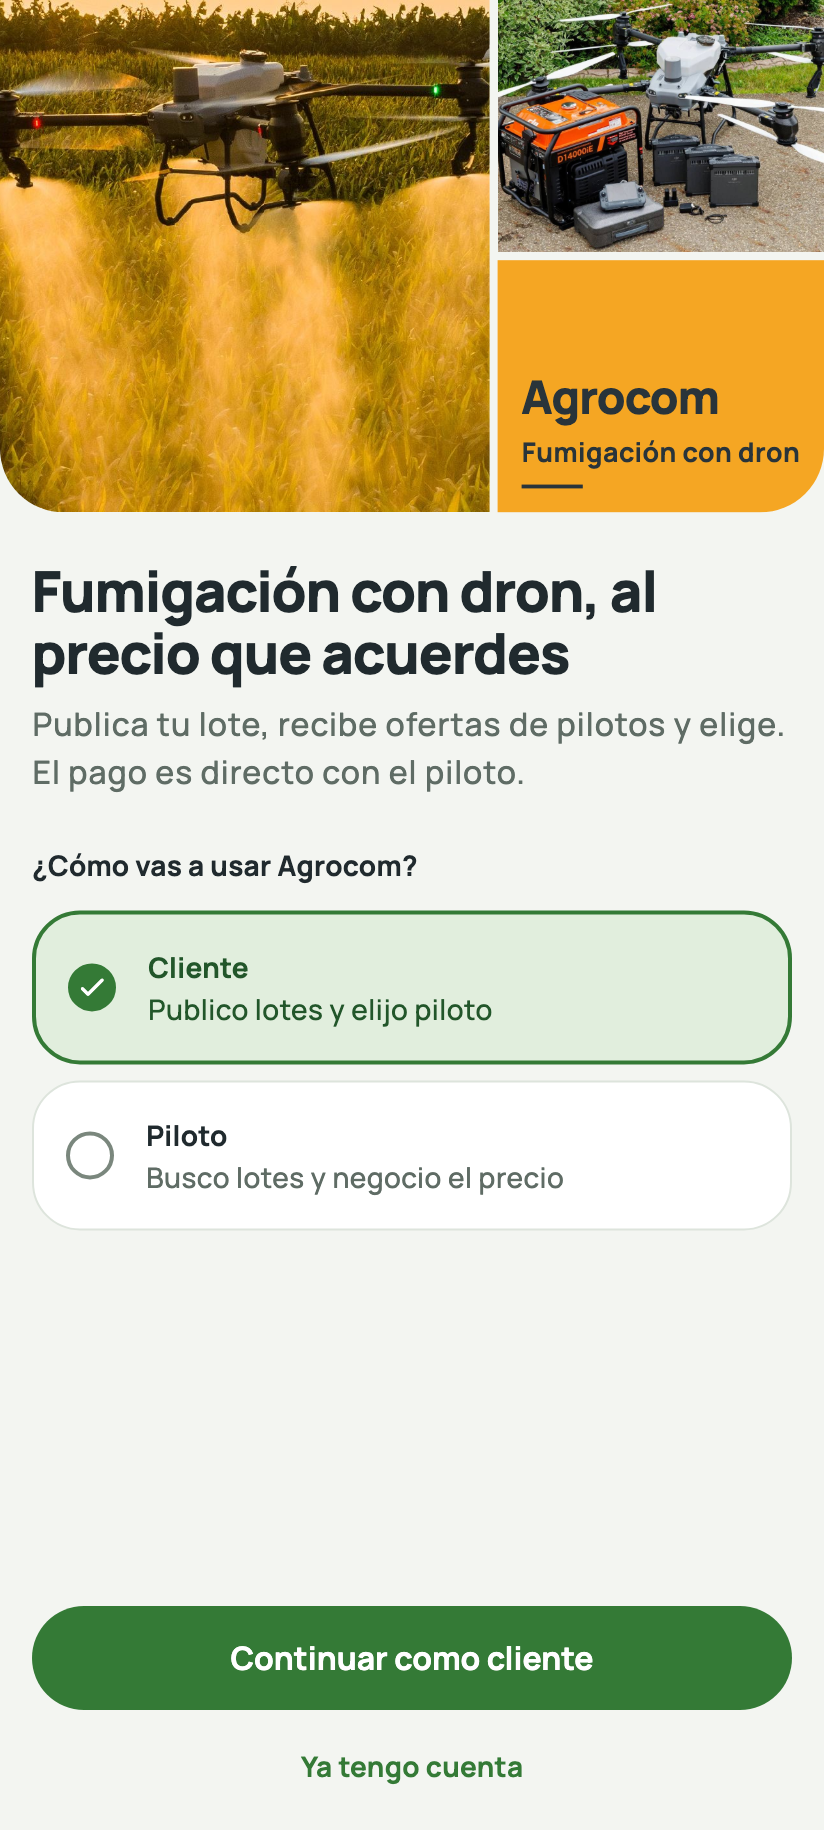 D14000iE
Agrocom
Fumigación con dron
Fumigación con dron, al
precio que acuerdes
Publica tu lote, recibe ofertas de pilotos y elige.
El pago es directo con el piloto.
¿Cómo vas a usar Agrocom?
Cliente
Publico lotes y elijo piloto
Piloto
Busco lotes y negocio el precio
Continuar como cliente
Ya tengo cuenta